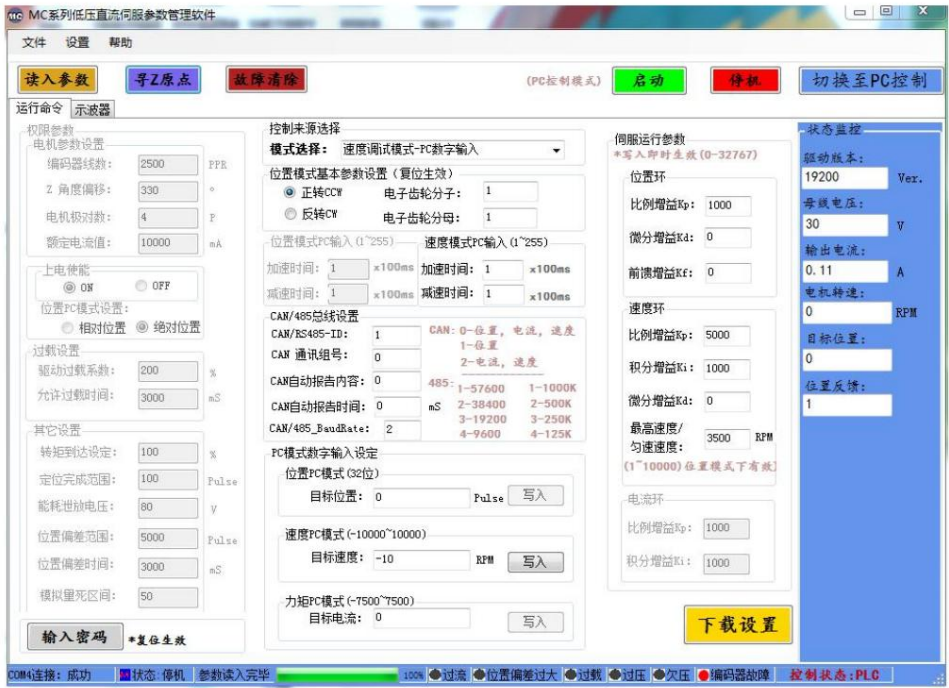 MC系列低压直流伺服参数管理软件
文件 设置 帮助
读入参数 寻Z原点 故障清除 (PC控制模式) 启动 停机 切换至PC控制
运行命令 示波器
权限参数
电机参数设置
编码器线数: 2500 PPR
Z 角度偏移: 330 °
电机极对数: 4 P
额定电流值: 10000 mA
上电使能
ON OFF
位置PC模式设置:
相对位置 绝对位置
过载设置
驱动过载系数: 200 %
允许过载时间: 3000 mS
其它设置
转矩到达设定: 100 %
定位完成范围: 100 Pulse
能耗泄放电压: 80 V
位置偏差范围: 5000 Pulse
位置偏差时间: 3000 mS
模拟量死区间: 50
输入密码 *复位生效
控制来源选择
模式选择: 速度调试模式-PC数字输入
位置模式基本参数设置(复位生效)
正转CCW 电子齿轮分子: 1
反转CW 电子齿轮分母: 1
位置模式PC输入(1~255)
加速时间: 1 x100ms
减速时间: 1 x100ms
速度模式PC输入(1~255)
加速时间: 1 x100ms
减速时间: 1 x100ms
CAN/485总线设置
CAN/RS485-ID: 1
CAN 通讯组号: 0
CAN自动报告内容: 0
CAN自动报告时间: 0 mS
CAN/485_BaudRate: 2
CAN: 0-位置, 电流, 速度
1-位置
2-电流, 速度
485: 1-57600 1-1000K
2-38400 2-500K
3-19200 3-250K
4-9600 4-125K
PC模式数字输入设定
位置PC模式(32位)
目标位置: 0 Pulse 写入
速度PC模式(-10000~10000)
目标速度: -10 RPM 写入
力矩PC模式(-7500~7500)
目标电流: 0 写入
伺服运行参数
*写入即时生效(0-32767)
位置环
比例增益Kp: 1000
微分增益Kd: 0
前馈增益Kf: 0
速度环
比例增益Kp: 5000
积分增益Ki: 1000
微分增益Kd: 0
最高速度/
匀速速度: 3500 RPM
(1~10000)位置模式下有效)
电流环
比例增益Kp: 1000
积分增益Ki: 1000
下载设置
状态监控
驱动版本:
19200 Ver.
母线电压:
30 V
输出电流:
0.11 A
电机转速:
0 RPM
目标位置:
0
位置反馈:
1
COM4连接: 成功 状态:停机 参数读入完毕 100% 过流 位置偏差过大 过载 过压 欠压 编码器故障 控制状态:PLC